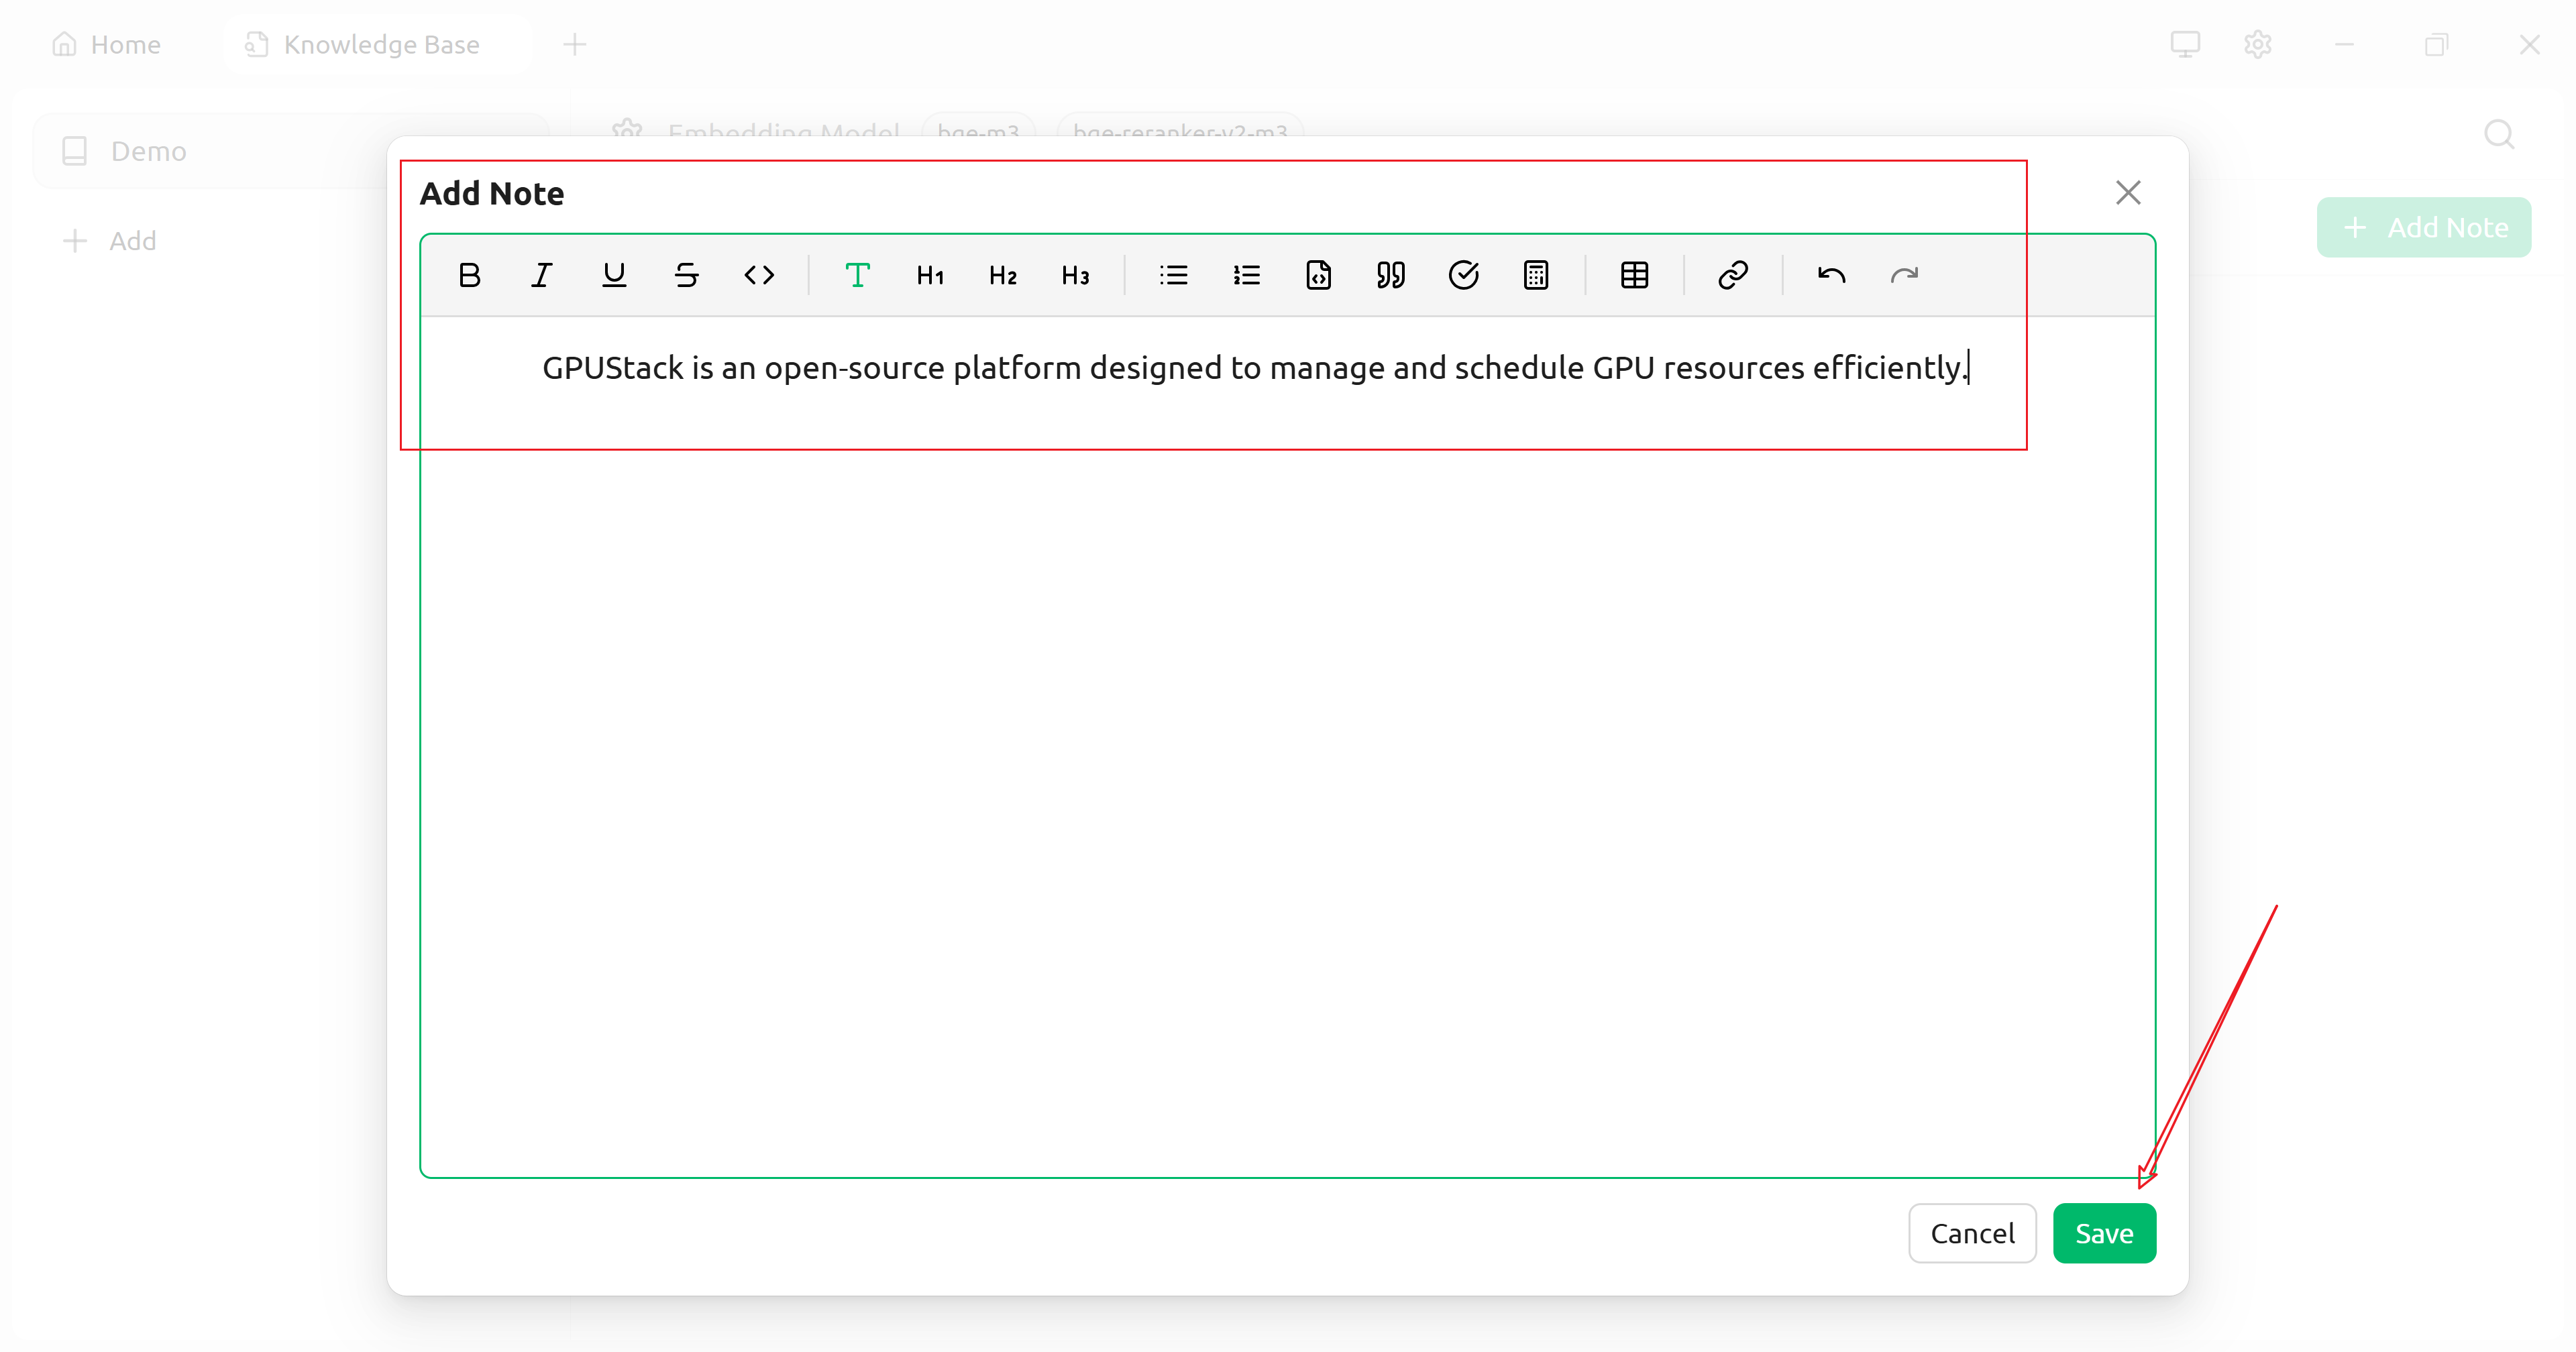 Home
Knowledge Base
Demo
Embedding Model
bge-m3
bge-reranker-v2-m3
Add
Add Note
Add Note
H1
H2
H3
GPUStack is an open-source platform designed to manage and schedule GPU resources efficiently.
Cancel
Save